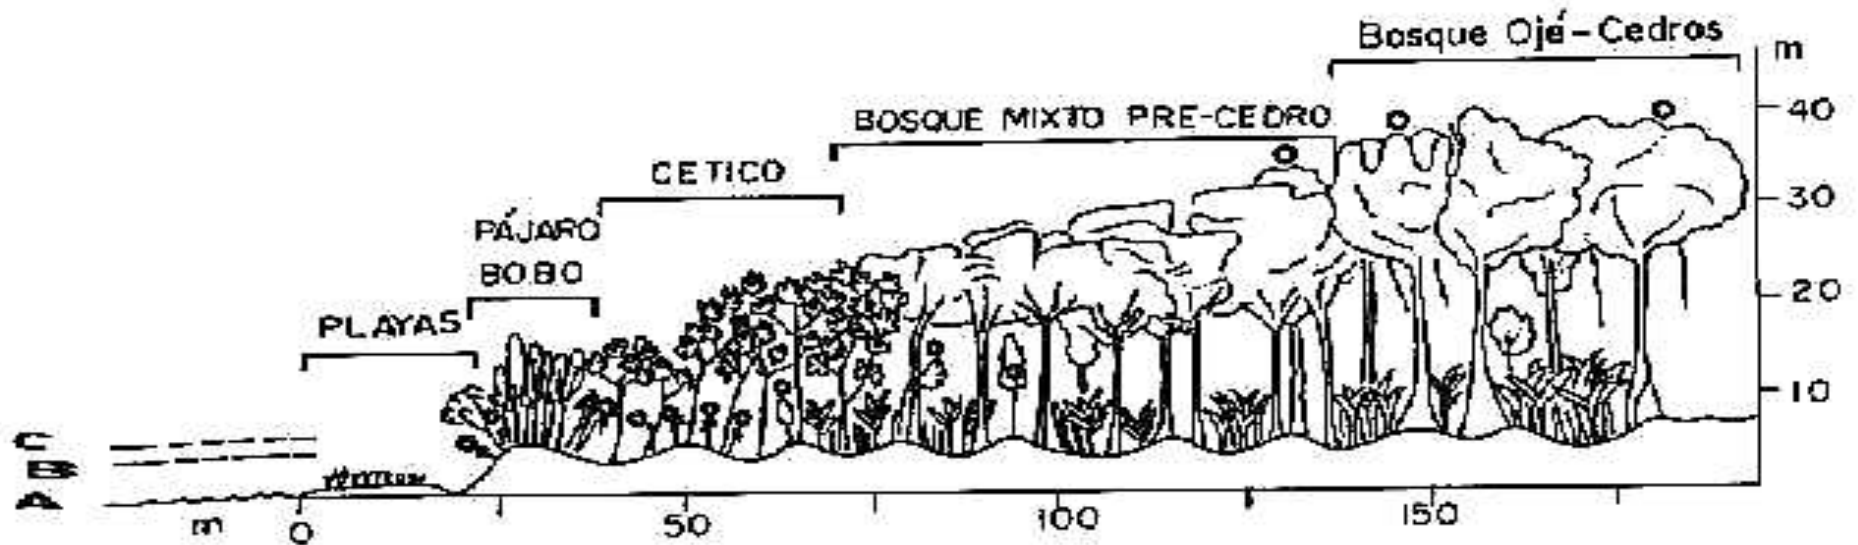 Bosque Ojé-Cedros
m
BOSQUE MIXTO PRE-CEDRO
40
CETICO
30
PÁJARO
BOBO
20
PLAYAS
10
C
B
A
m 0 50 100 150